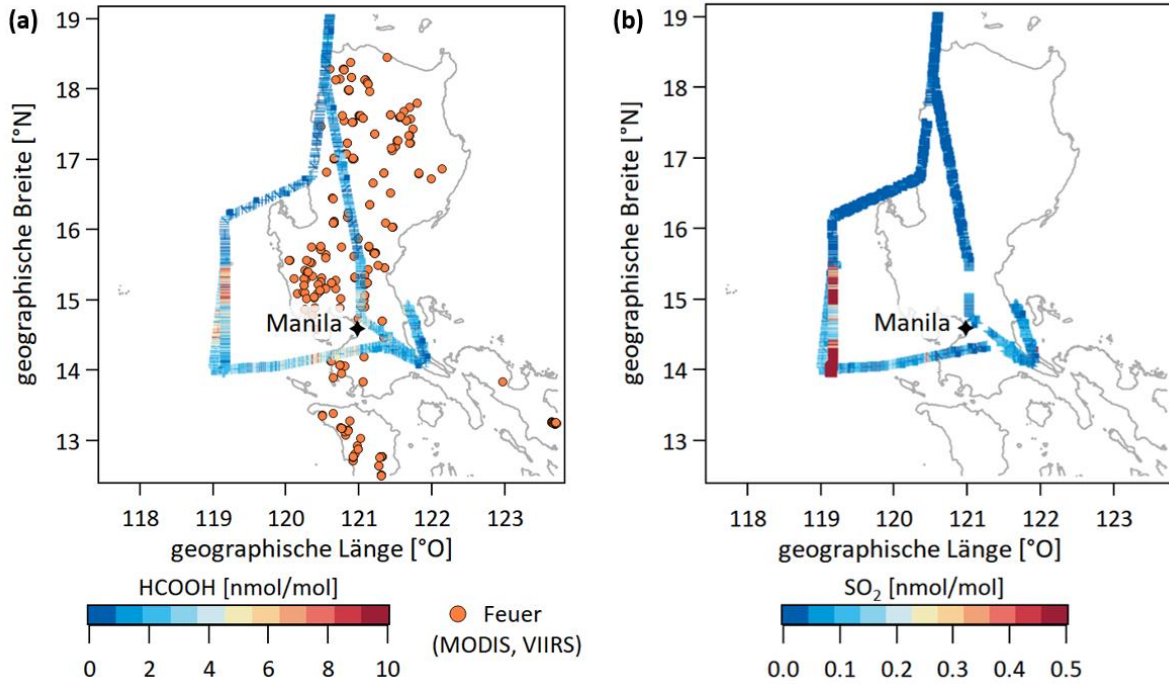 (a)
19
18
17
16
15
14
13
geographische Breite [°N]
Manila
118 119 120 121 122 123
geographische Länge [°O]
HCOOH [nmol/mol]
0 2 4 6 8 10
Feuer
(MODIS, VIIRS)
(b)
19
18
17
16
15
14
13
geographische Breite [°N]
Manila
118 119 120 121 122 123
geographische Länge [°O]
SO₂ [nmol/mol]
0.0 0.1 0.2 0.3 0.4 0.5